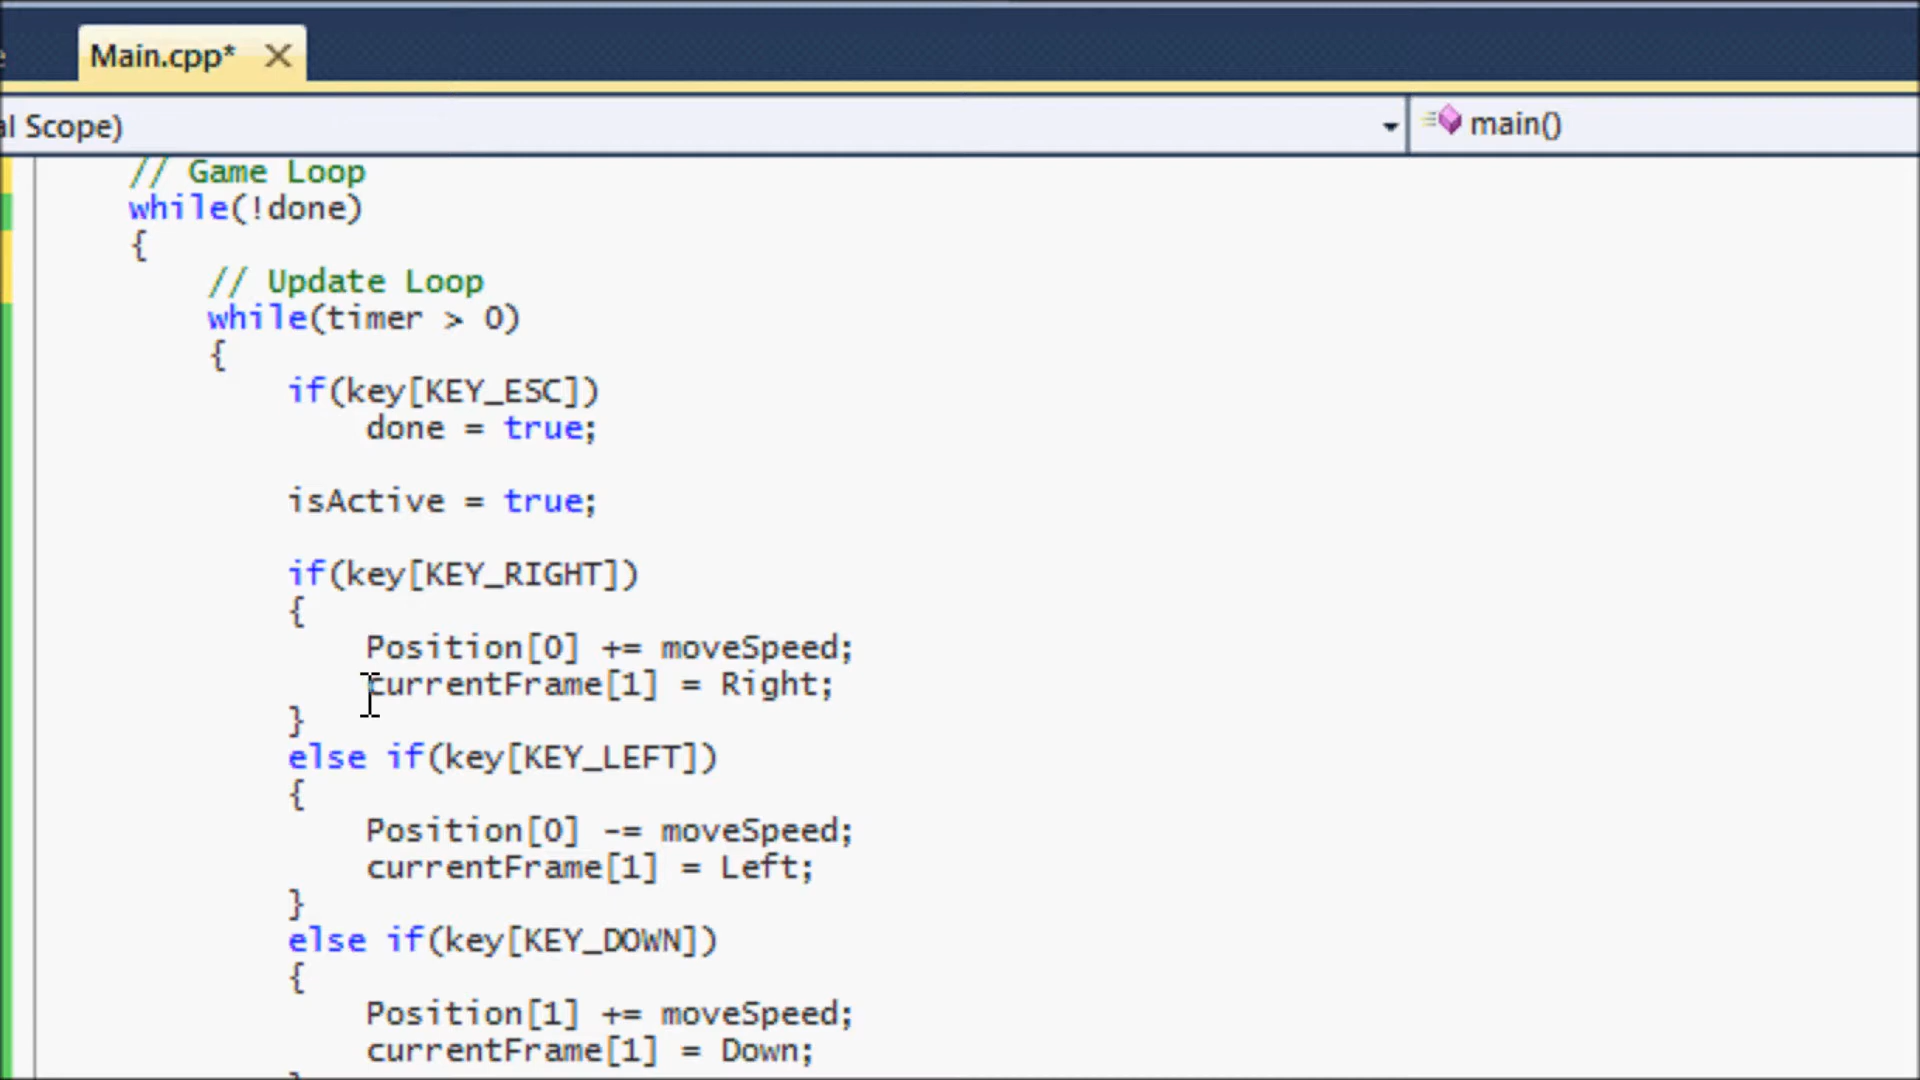 Main.cpp*
al Scope)
main()
// Game Loop
while(!done)
{
// Update Loop
while(timer > 0)
{
if(key[KEY_ESC])
done = true;
isActive = true;
if(key[KEY_RIGHT])
{
Position[0] += moveSpeed;
currentFrame[1] = Right;
}
else if(key[KEY_LEFT])
{
Position[0] -= moveSpeed;
currentFrame[1] = Left;
}
else if(key[KEY_DOWN])
{
Position[1] += moveSpeed;
currentFrame[1] = Down;